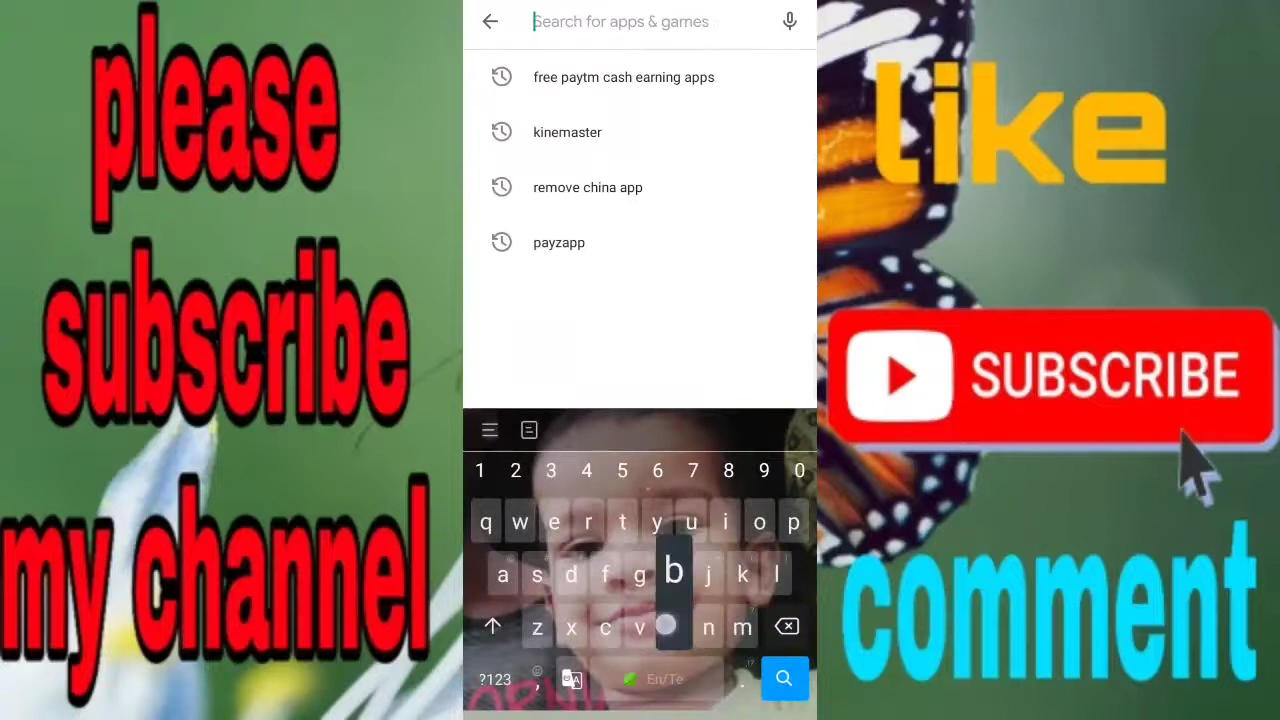 please
subscribe
my channel
Search for apps & games
free paytm cash earning apps
kinemaster
remove china app
payzapp
1 2 3 4 5 6 7 8 9 0
q w e r t y u i o p
a s d f g b j k l
z x c v n m
?123 , En/Te .
like
SUBSCRIBE
comment